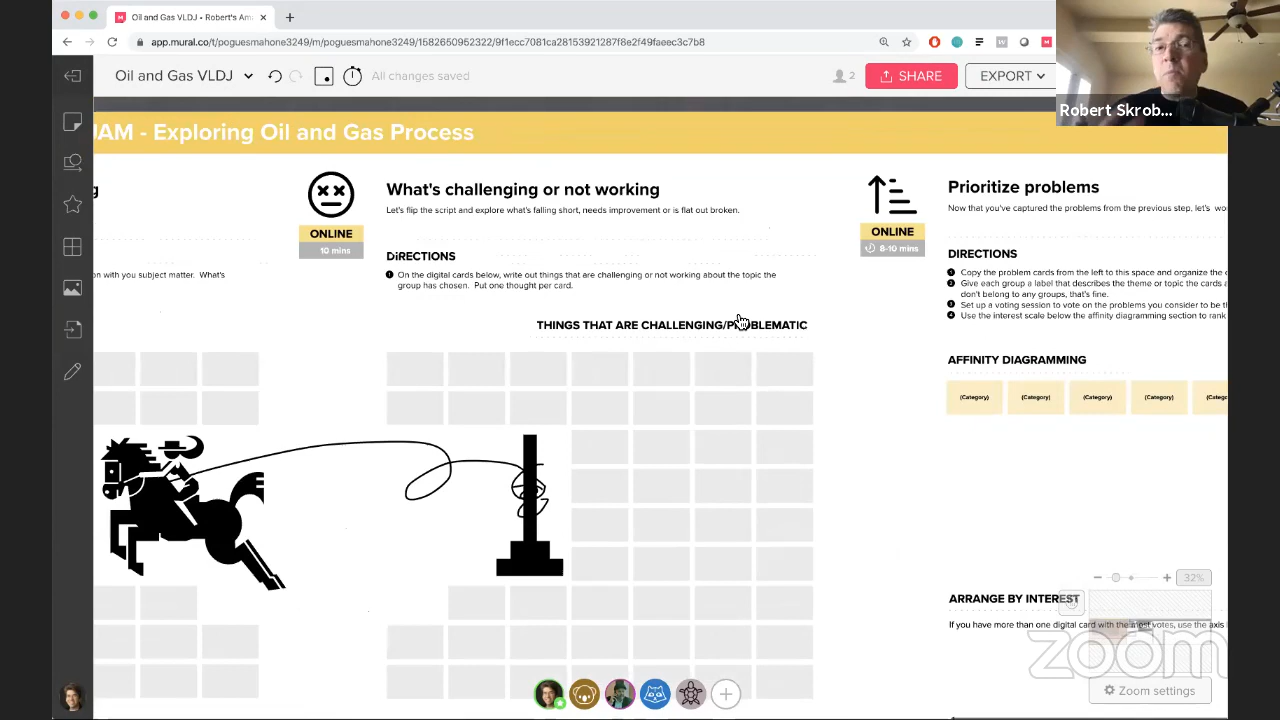 Oil and Gas VLDJ • Robert's Am
app.mural.co/t/poguesmahone3249/m/poguesmahone3249/1582650952322/9f1ecc7081ca28153921287f8e2f49faeec3c7b8
Oil and Gas VLDJ
All changes saved
2
SHARE
EXPORT
Robert Skrob...
JAM - Exploring Oil and Gas Process
g
What's challenging or not working
Let's flip the script and explore what's falling short, needs improvement or is flat out broken.
ONLINE
10 mins
DiRECTIONS
1 On the digital cards below, write out things that are challenging or not working about the topic the
group has chosen. Put one thought per card.
on with you subject matter. What's
THINGS THAT ARE CHALLENGING/PROBLEMATIC
Prioritize problems
Now that you've captured the problems from the previous step, let's wo
ONLINE
8-10 mins
DIRECTIONS
1 Copy the problem cards from the left to this space and organize the
2 Give each group a label that describes the theme or topic the cards
don't belong to any groups, that's fine.
3 Set up a voting session to vote on the problems you consider to be
4 Use the interest scale below the affinity diagramming section to rank
AFFINITY DIAGRAMMING
(Category) (Category) (Category) (Category) (Catego
32%
ARRANGE BY INTEREST
If you have more than one digital card with the most votes, use the axis
zoom
Zoom settings